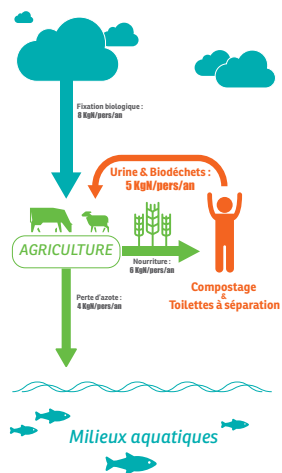 Fixation biologique :
8 KgN/pers/an
Urine & Biodéchets :
5 KgN/pers/an
AGRICULTURE
Nourriture :
6 KgN/pers/an
Compostage
&
Toilettes à séparation
Perte d'azote :
4 KgN/pers/an
Milieux aquatiques